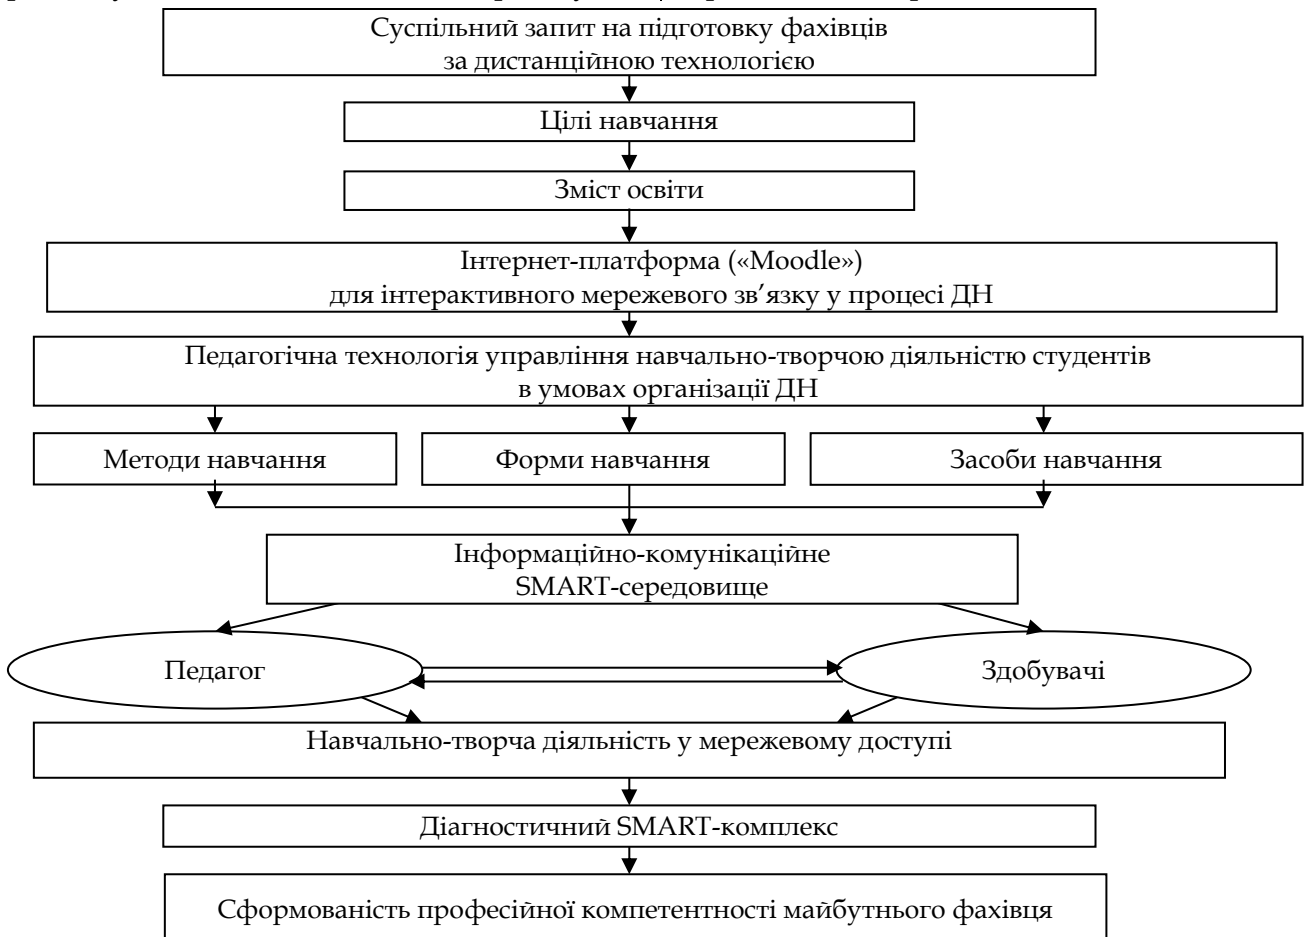 Суспільний запит на підготовку фахівців
за дистанційною технологією
Цілі навчання
Зміст освіти
Інтернет-платформа («Moodle»)
для інтерактивного мережевого зв’язку у процесі ДН
Педагогічна технологія управління навчально-творчою діяльністю студентів
в умовах організації ДН
Методи навчання
Форми навчання
Засоби навчання
Інформаційно-комунікаційне
SMART-середовище
Педагог
Здобувачі
Навчально-творча діяльність у мережевому доступі
Діагностичний SMART-комплекс
Сформованість професійної компетентності майбутнього фахівця